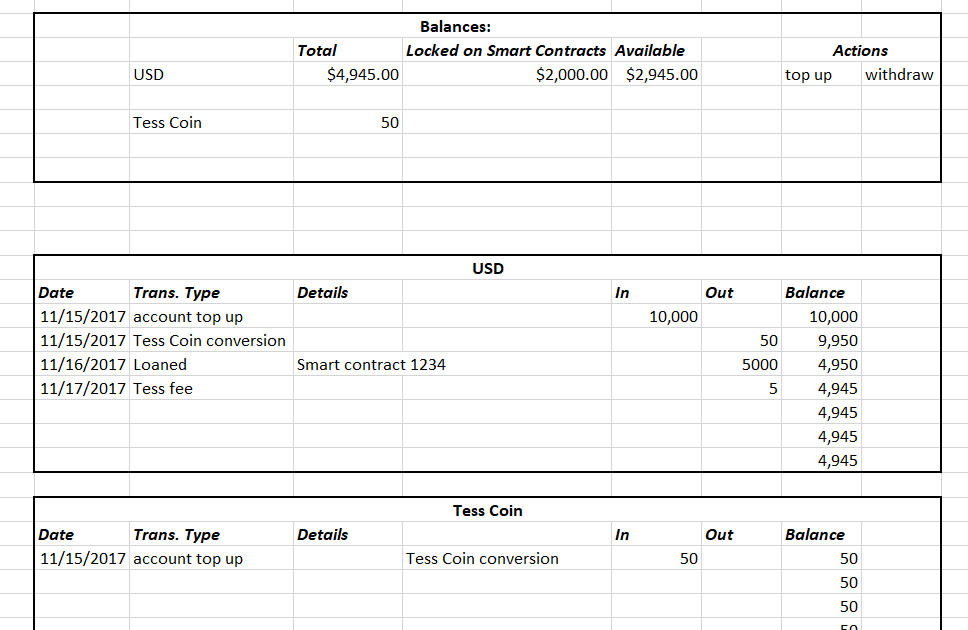 Balances:
Total Locked on Smart Contracts Available Actions
USD $4,945.00 $2,000.00 $2,945.00 top up withdraw
Tess Coin 50
USD
Date Trans. Type Details In Out Balance
11/15/2017 account top up 10,000 10,000
11/15/2017 Tess Coin conversion 50 9,950
11/16/2017 Loaned Smart contract 1234 5000 4,950
11/17/2017 Tess fee 5 4,945
4,945
4,945
4,945
Tess Coin
Date Trans. Type Details In Out Balance
11/15/2017 account top up Tess Coin conversion 50 50
50
50
50